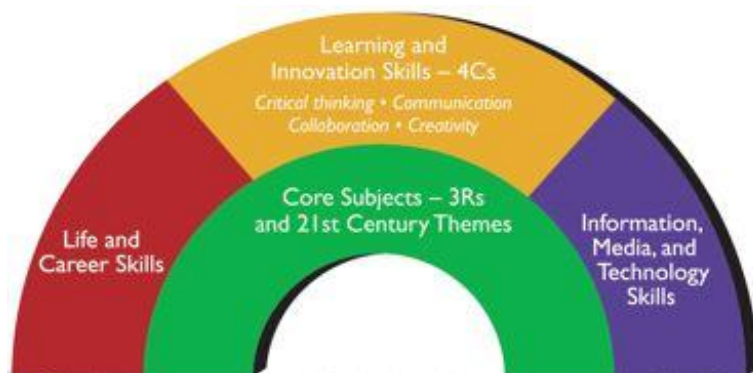 Learning and
Innovation Skills – 4Cs
Critical thinking • Communication
Collaboration • Creativity
Core Subjects – 3Rs
and 21st Century Themes
Life and
Career Skills
Information,
Media, and
Technology
Skills